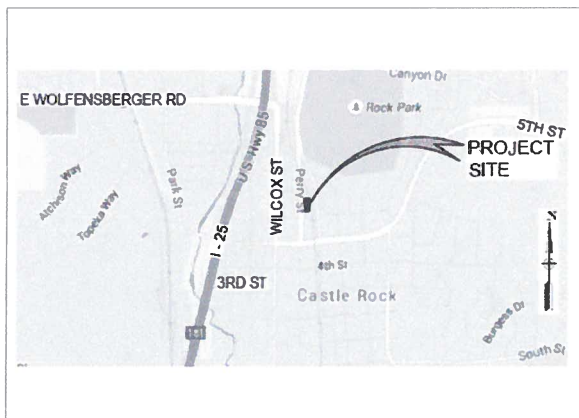 Canyon Dr
E WOLFENSBERGER RD
Rock Park
5TH ST
PROJECT
SITE
U.S. Hwy 85
Park St
Perry St
WILCOX ST
Atchison Way
Topeka Way
I - 25
4th St
3RD ST
Castle Rock
Burgess Dr
South St
N